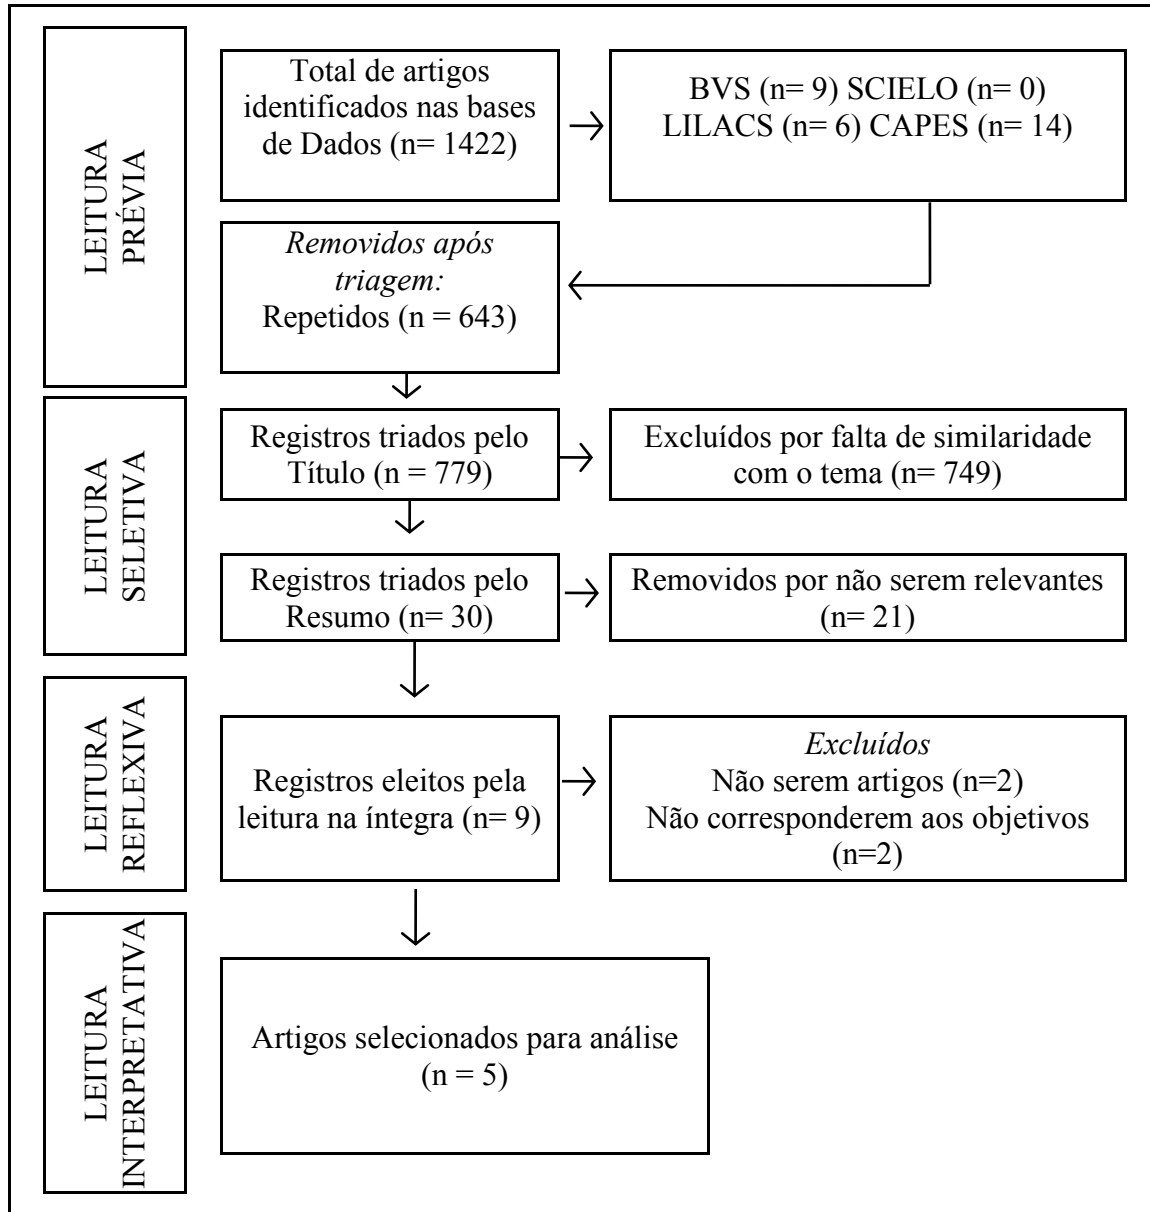 LEITURA
PRÉVIA
Total de artigos
identificados nas bases
de Dados (n= 1422)
BVS (n= 9) SCIELO (n= 0)
LILACS (n= 6) CAPES (n= 14)
Removidos após
triagem:
Repetidos (n = 643)
LEITURA
SELETIVA
Registros triados pelo
Título (n = 779)
Excluídos por falta de similaridade
com o tema (n= 749)
Registros triados pelo
Resumo (n= 30)
Removidos por não serem relevantes
(n= 21)
LEITURA
REFLEXIVA
Registros eleitos pela
leitura na íntegra (n= 9)
Excluídos
Não serem artigos (n=2)
Não corresponderem aos objetivos
(n=2)
LEITURA
INTERPRETATIVA
Artigos selecionados para análise
(n = 5)